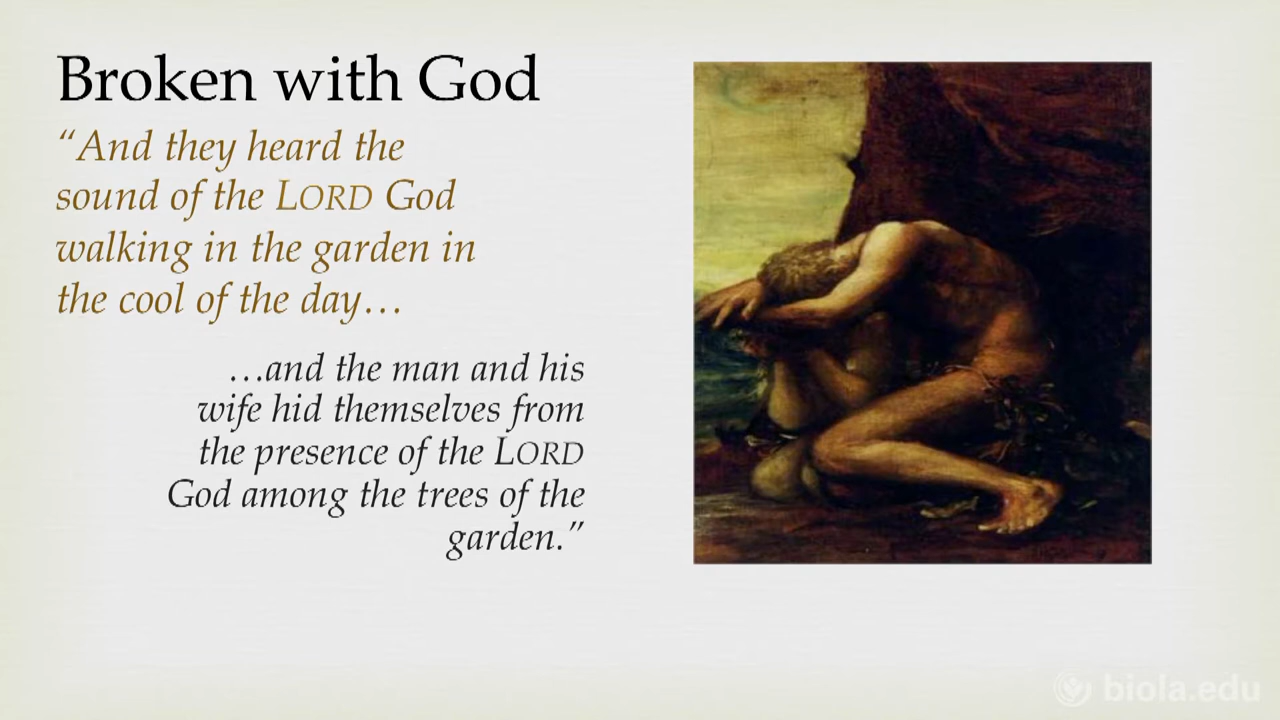 Broken with God
“And they heard the
sound of the LORD God
walking in the garden in
the cool of the day…
…and the man and his
wife hid themselves from
the presence of the LORD
God among the trees of the
garden.”
biola.edu